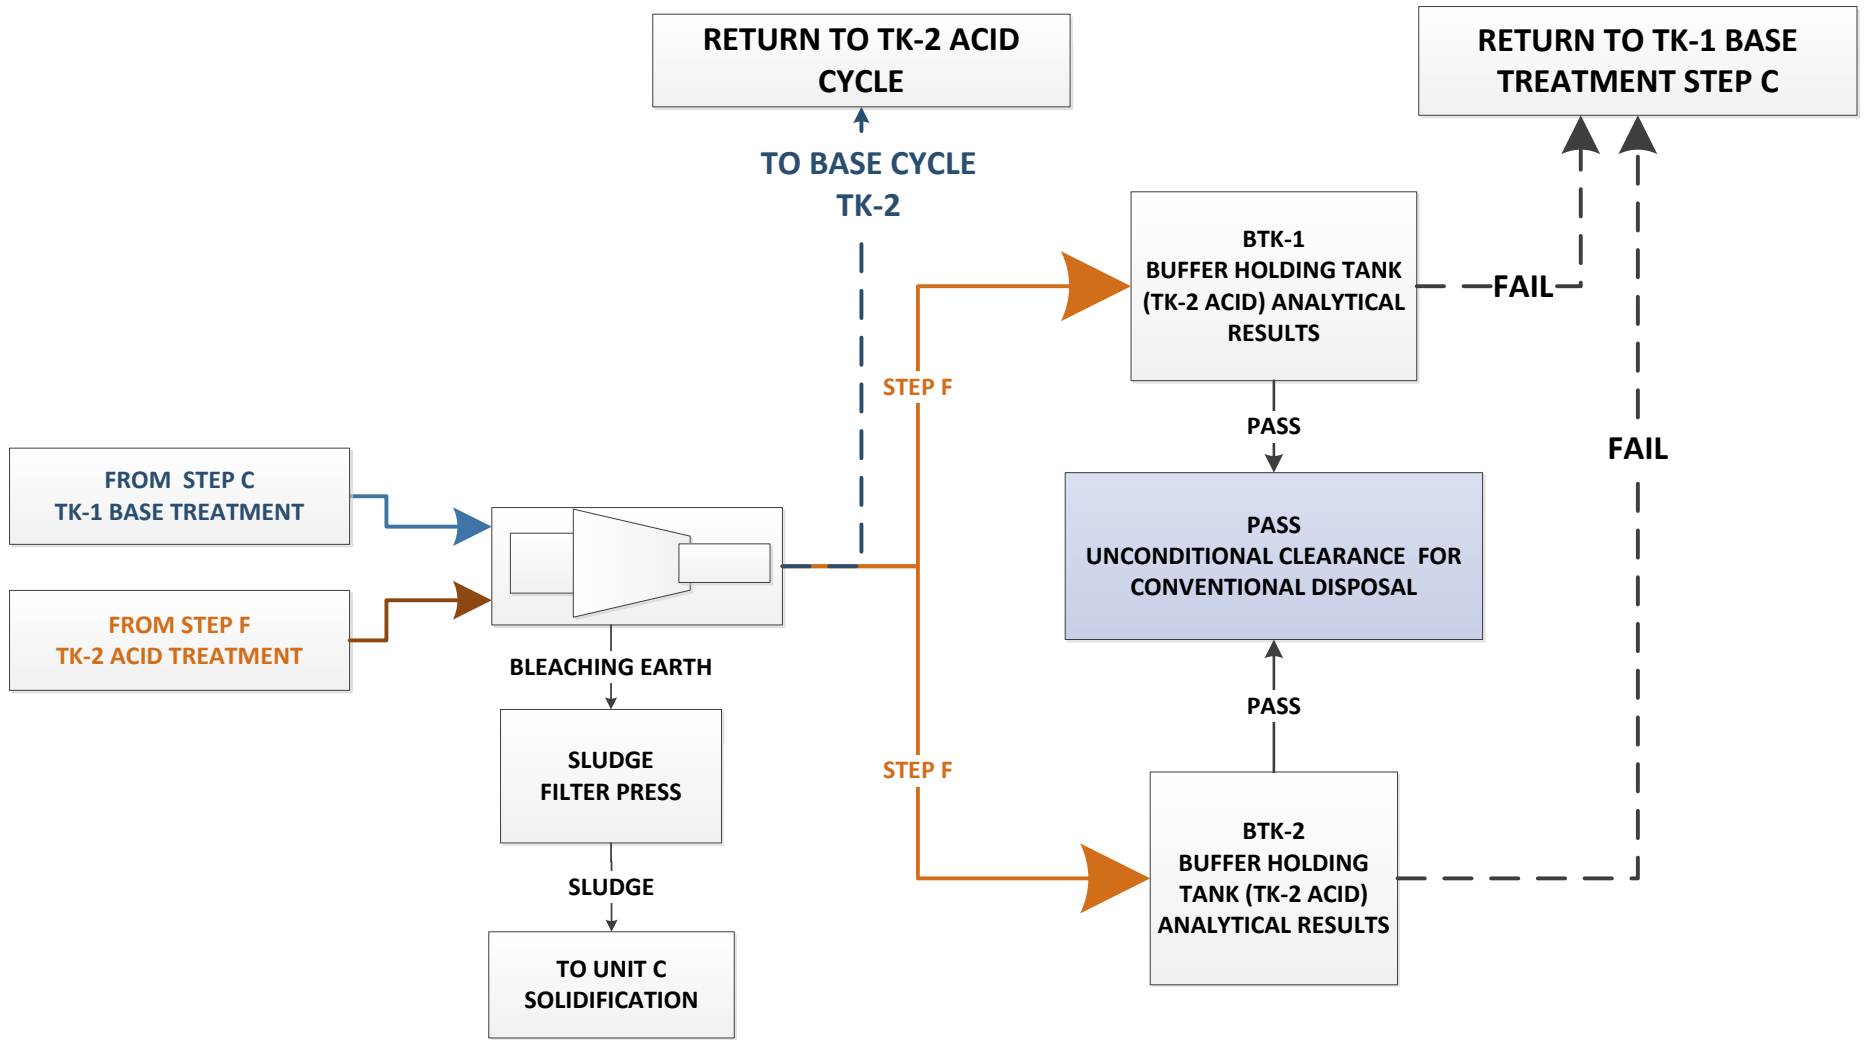 RETURN TO TK-2 ACID
CYCLE
RETURN TO TK-1 BASE
TREATMENT STEP C
TO BASE CYCLE
TK-2
BTK-1
BUFFER HOLDING TANK
(TK-2 ACID) ANALYTICAL
RESULTS
FAIL
STEP F
PASS
FAIL
FROM STEP C
TK-1 BASE TREATMENT
PASS
UNCONDITIONAL CLEARANCE FOR
CONVENTIONAL DISPOSAL
FROM STEP F
TK-2 ACID TREATMENT
BLEACHING EARTH
PASS
SLUDGE
FILTER PRESS
STEP F
BTK-2
BUFFER HOLDING
TANK (TK-2 ACID)
ANALYTICAL RESULTS
SLUDGE
TO UNIT C
SOLIDIFICATION